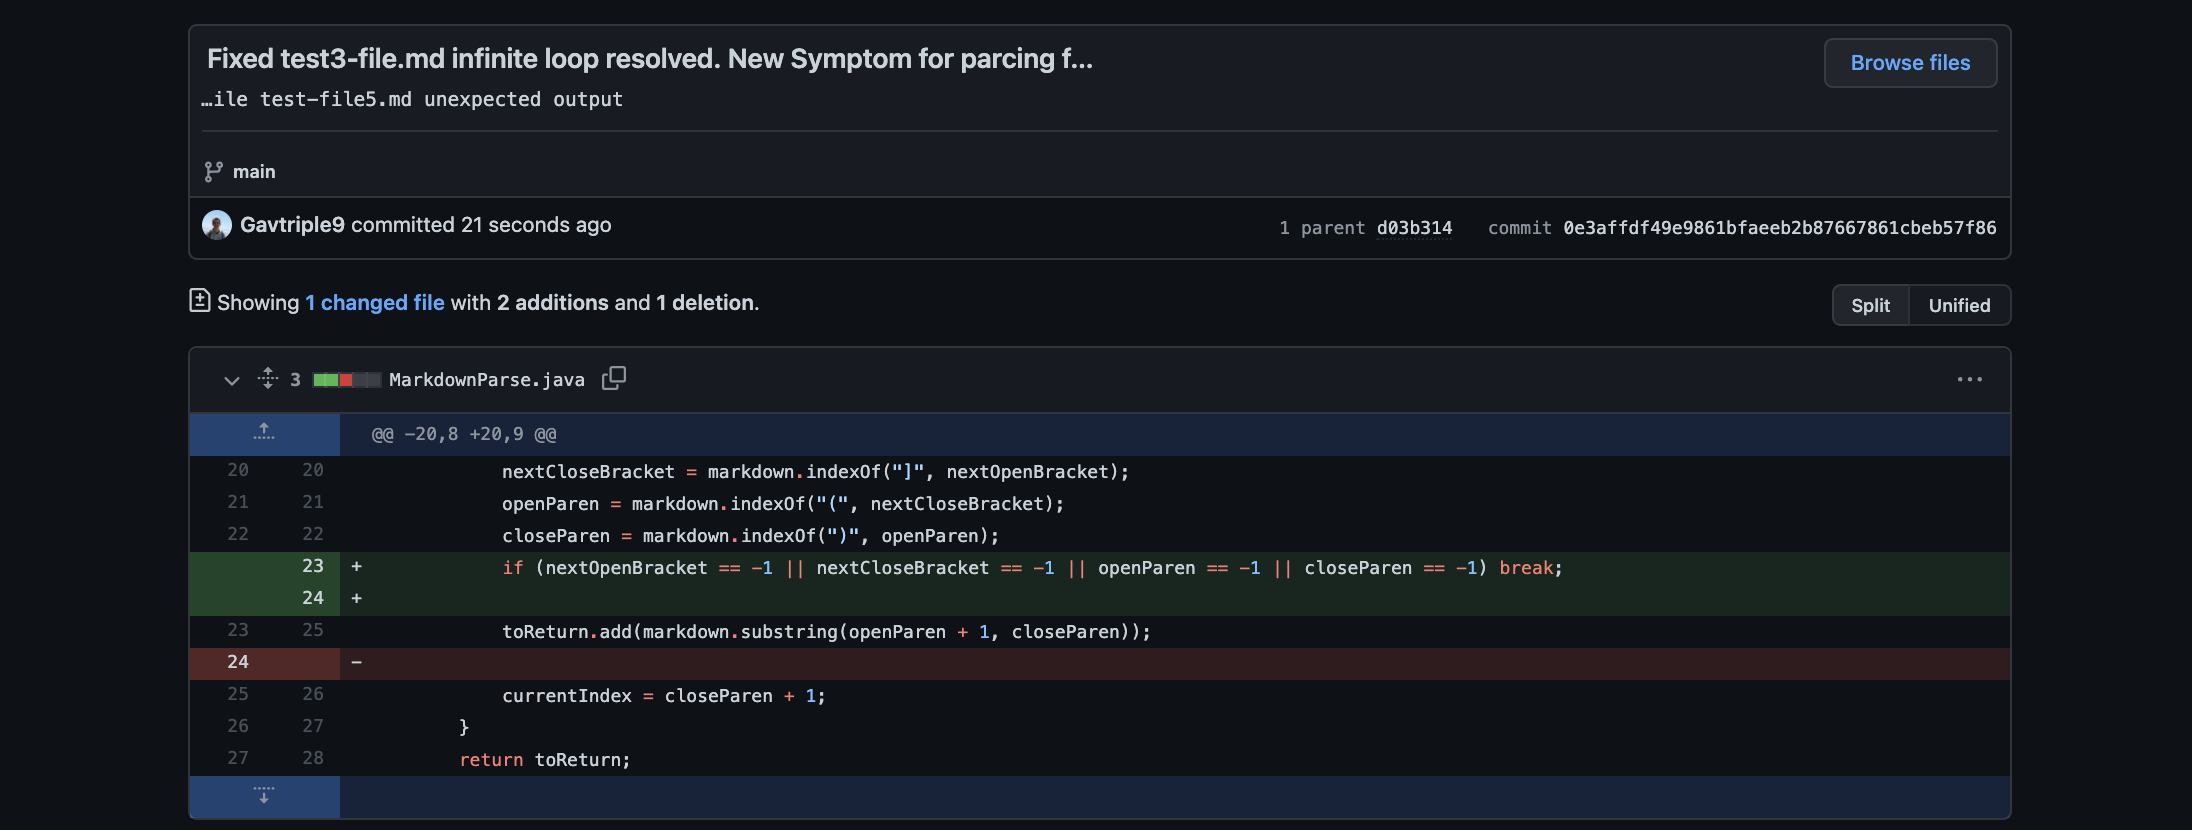 Fixed test3-file.md infinite loop resolved. New Symptom for parcing f...
Browse files
…ile test-file5.md unexpected output
main
Gavtriple9 committed 21 seconds ago
1 parent d03b314 commit 0e3affdf49e9861bfaeeb2b87667861cbeb57f86
Showing 1 changed file with 2 additions and 1 deletion.
Split Unified
3 MarkdownParse.java
@@ -20,8 +20,9 @@
20 20 nextCloseBracket = markdown.indexOf("]", nextOpenBracket);
21 21 openParen = markdown.indexOf("(", nextCloseBracket);
22 22 closeParen = markdown.indexOf(")", openParen);
23 + if (nextOpenBracket == -1 || nextCloseBracket == -1 || openParen == -1 || closeParen == -1) break;
24 +
23 25 toReturn.add(markdown.substring(openParen + 1, closeParen));
24 -
25 26 currentIndex = closeParen + 1;
26 27 }
27 28 return toReturn;